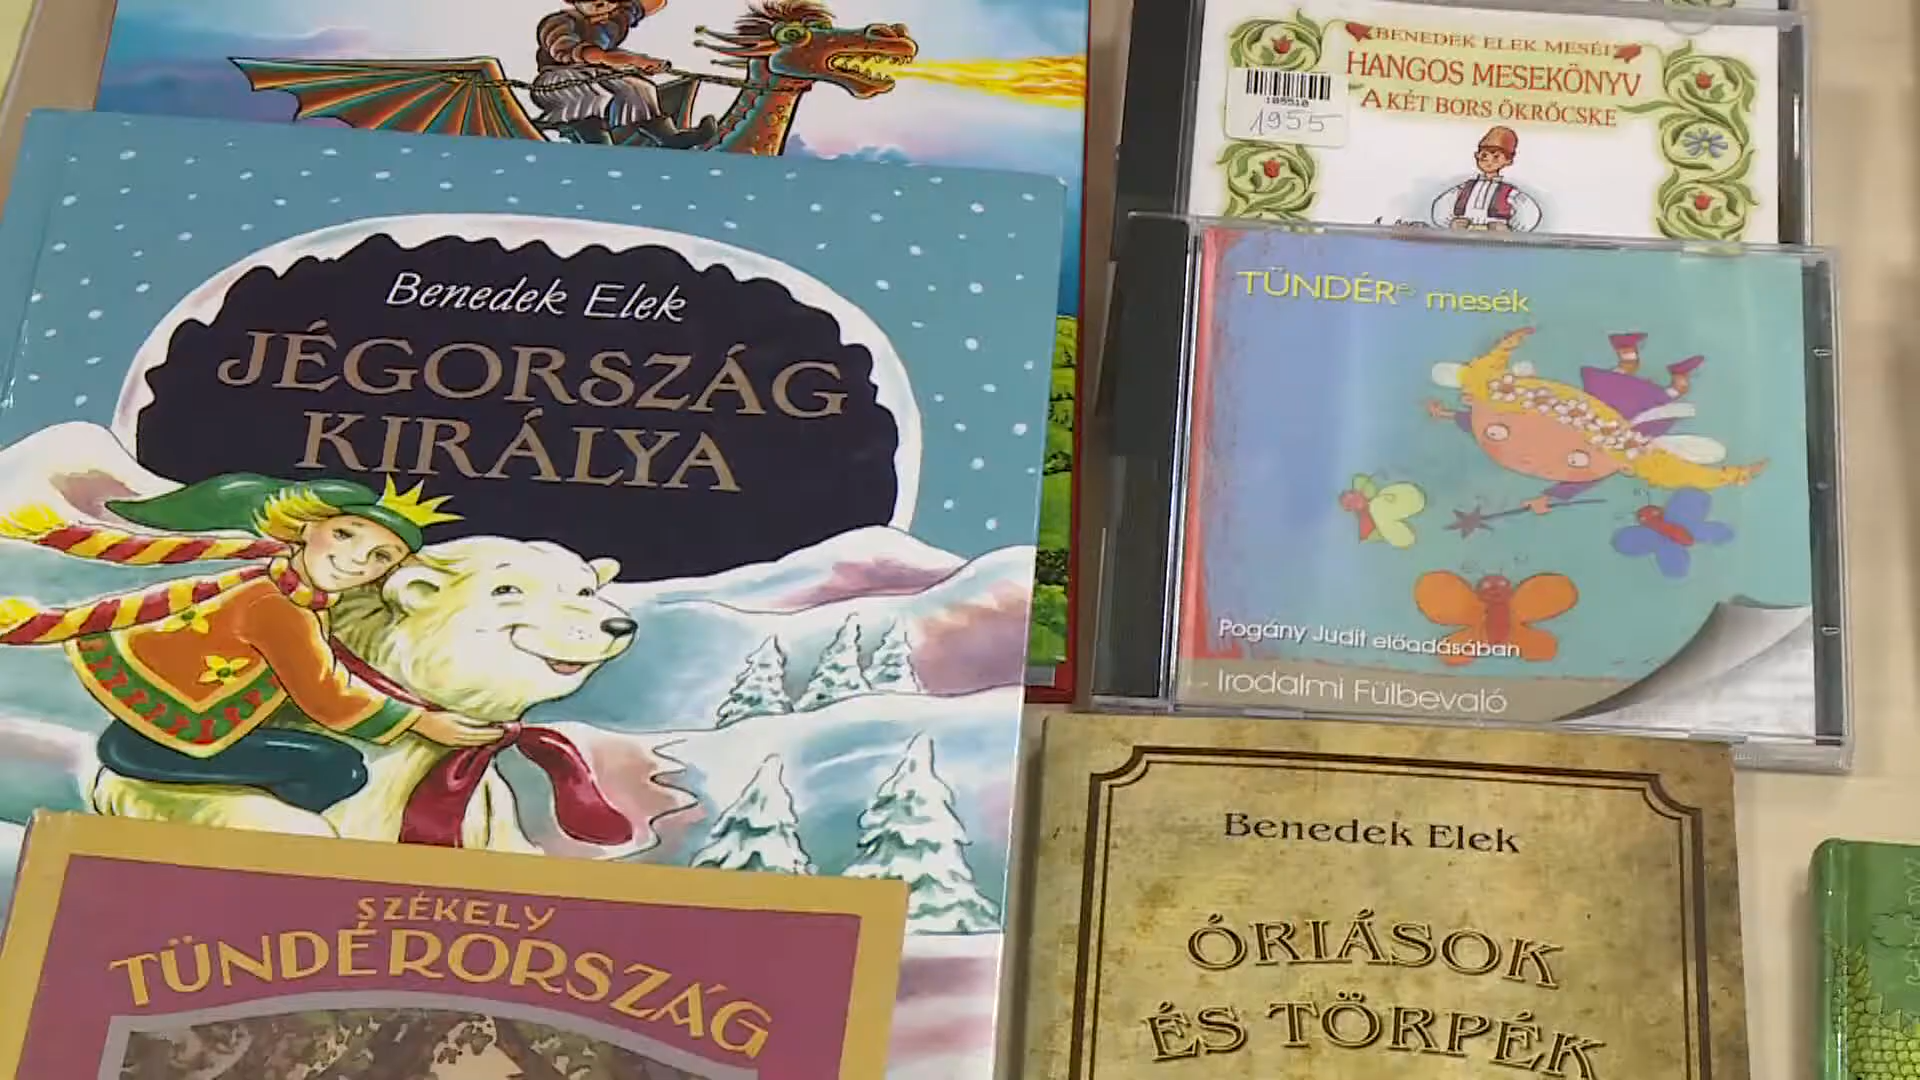 Benedek Elek
JÉGORSZÁG
KIRÁLYA
SZÉKELY
TÜNDÉRORSZÁG
BENEDEK ELEK MESÉI
HANGOS MESEKÖNYV
A KÉT BORS ÖKRÖCSKE
1955
TÜNDÉRes mesék
Pogány Judit előadásában
Irodalmi Fülbevaló
Benedek Elek
ÓRIÁSOK
ÉS TÖRPÉK